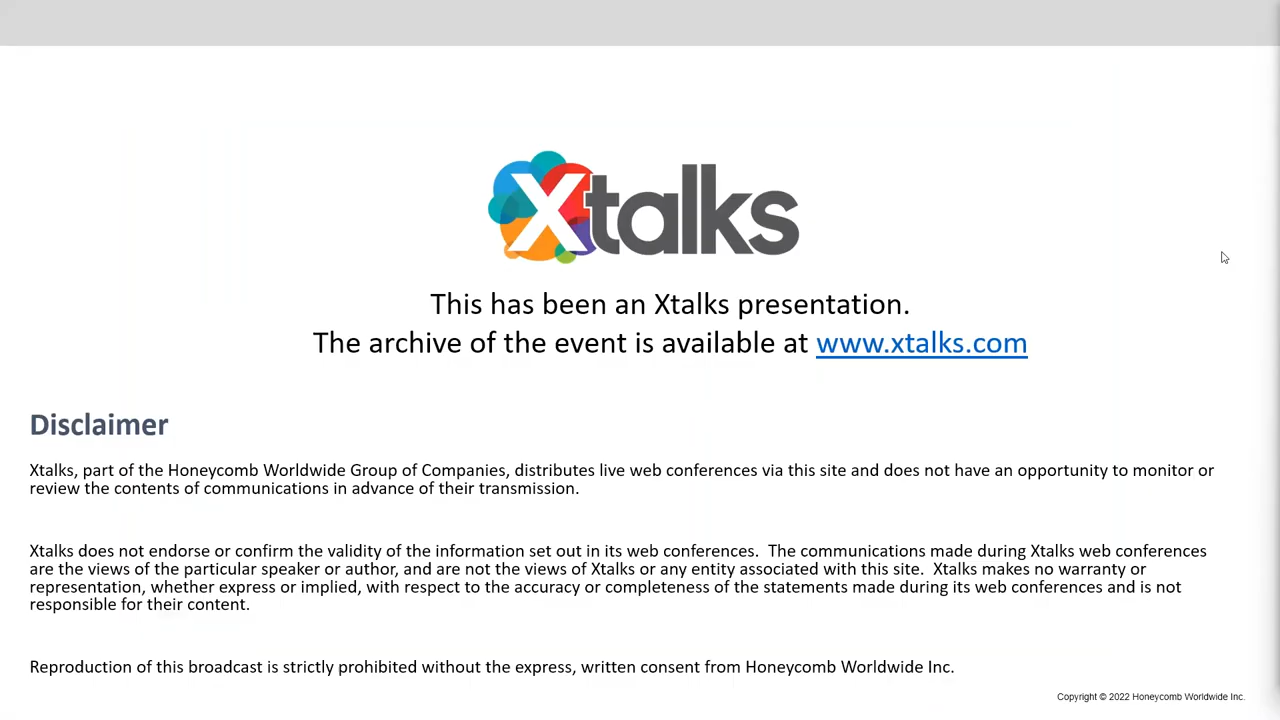 Xtalks
This has been an Xtalks presentation.
The archive of the event is available at www.xtalks.com
Disclaimer
Xtalks, part of the Honeycomb Worldwide Group of Companies, distributes live web conferences via this site and does not have an opportunity to monitor or
review the contents of communications in advance of their transmission.
Xtalks does not endorse or confirm the validity of the information set out in its web conferences.  The communications made during Xtalks web conferences
are the views of the particular speaker or author, and are not the views of Xtalks or any entity associated with this site.  Xtalks makes no warranty or
representation, whether express or implied, with respect to the accuracy or completeness of the statements made during its web conferences and is not
responsible for their content.
Reproduction of this broadcast is strictly prohibited without the express, written consent from Honeycomb Worldwide Inc.
Copyright © 2022 Honeycomb Worldwide Inc.